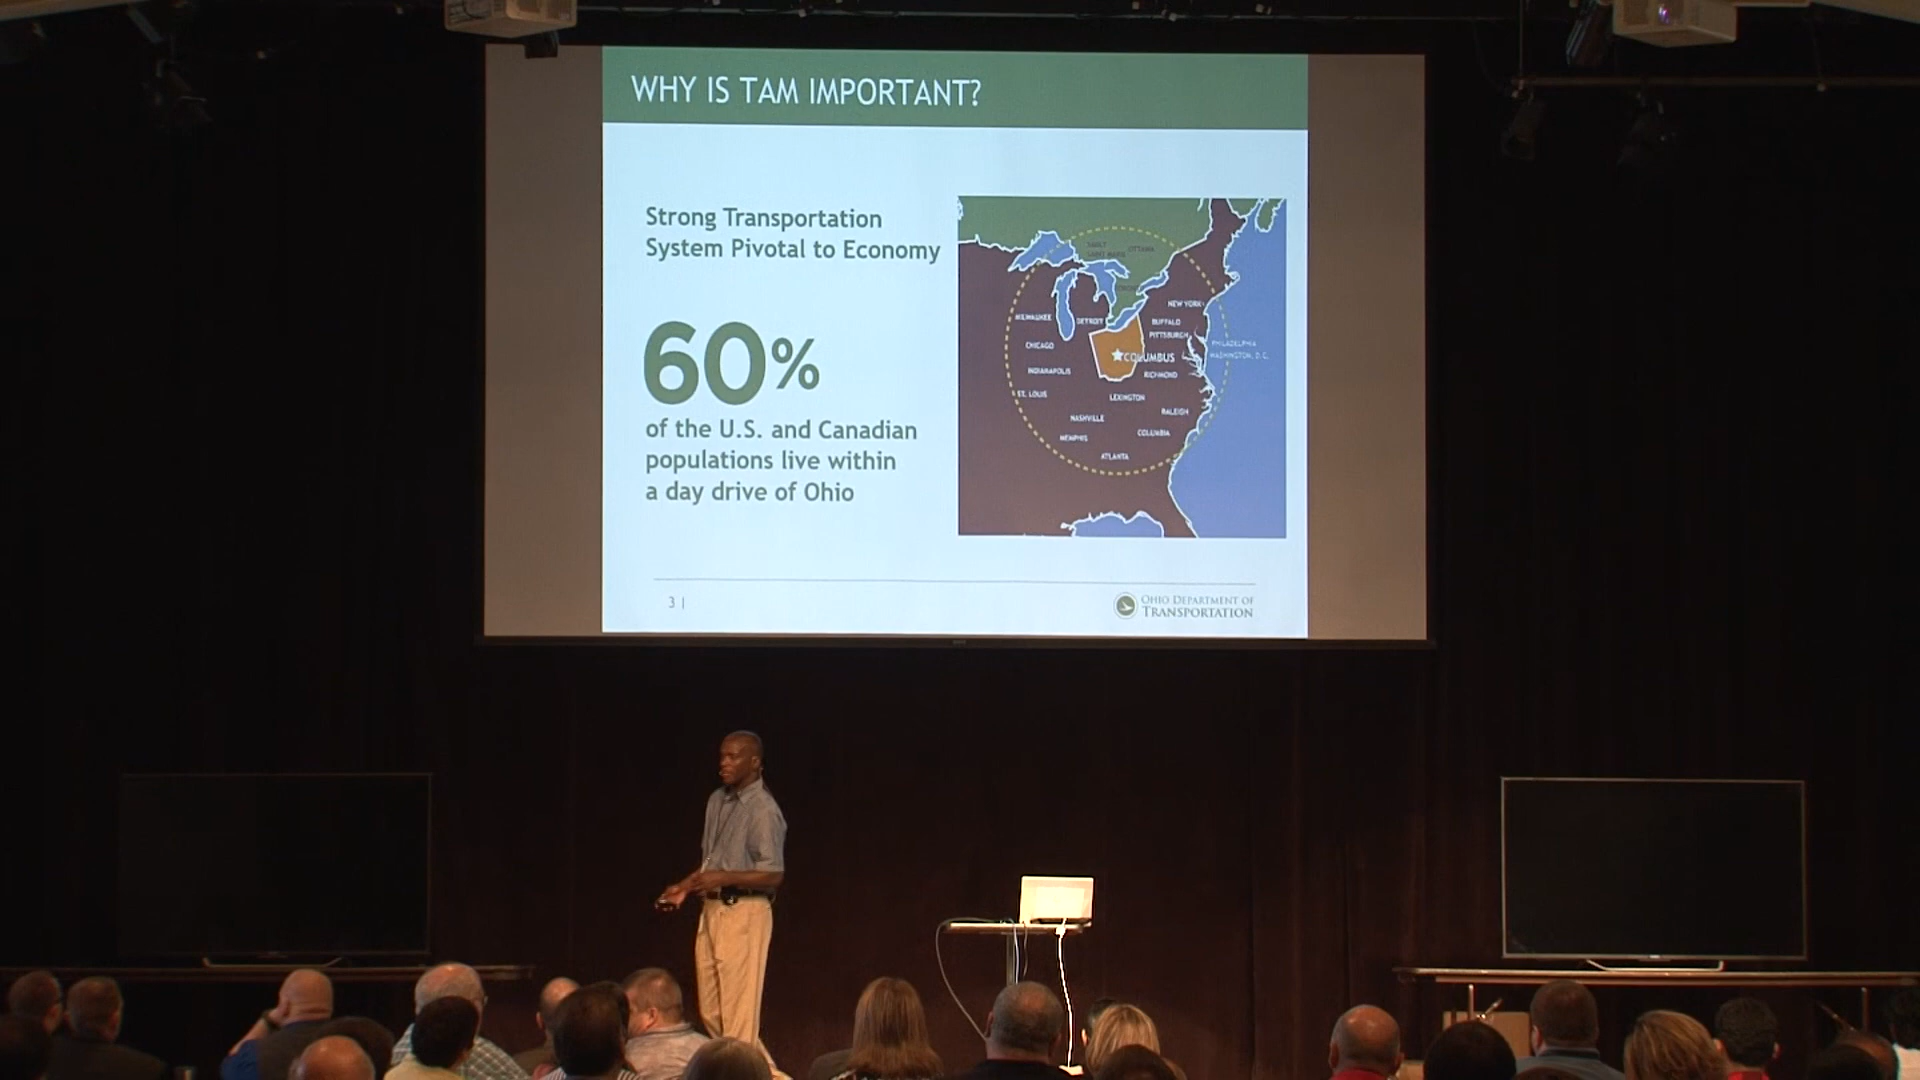 WHY IS TAM IMPORTANT?
Strong Transportation
System Pivotal to Economy
60%
of the U.S. and Canadian
populations live within
a day drive of Ohio
OTTAWA
NEW YORK
MILWAUKEE
DETROIT
BUFFALO
PITTSBURGH
CHICAGO
COLUMBUS
PHILADELPHIA
WASHINGTON, D.C.
INDIANAPOLIS
RICHMOND
ST. LOUIS
LEXINGTON
NASHVILLE
RALEIGH
MEMPHIS
COLUMBIA
ATLANTA
3 |
OHIO DEPARTMENT OF
TRANSPORTATION